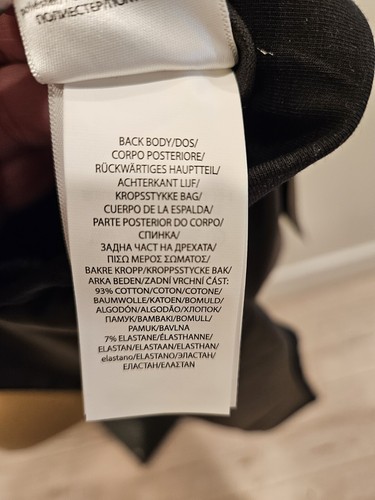 ПОЛИЕСТЕР/
BACK BODY/DOS/
CORPO POSTERIORE/
RÜCKWÄRTIGES HAUPTTEIL/
ACHTERKANT LIJF/
KROPSSTYKKE BAG/
CUERPO DE LA ESPALDA/
PARTE POSTERIOR DO CORPO/
СПИНКА/
ЗАДНА ЧАСТ НА ДРЕХАТА/
ΠΙΣΩ ΜΕΡΟΣ ΣΩΜΑΤΟΣ/
BAKRE KROPP/KROPPSSTYCKE BAK/
ARKA BEDEN/ZADNÍ VRCHNÍ ČÁST:
93% COTTON/COTON/COTONE/
BAUMWOLLE/KATOEN/BOMULD/
ALGODÓN/ALGODÃO/ХЛОПОК/
ПАМУК/ΒΑΜΒΑΚΙ/BOMULL/
PAMUK/BAVLNA
7% ELASTANE/ÉLASTHANNE/
ELASTAN/ELASTAAN/ELASTHAN/
elastano/ELASTANO/ЭЛАСТАН/
ЕЛАСТАН/ΕΛΑΣΤΑΝ